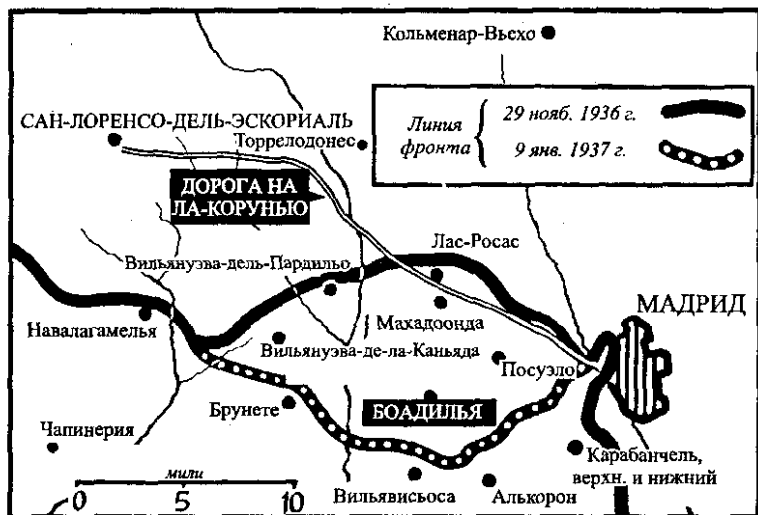 Кольменар-Вьехо
Линия фронта
29 нояб. 1936 г.
9 янв. 1937 г.
САН-ЛОРЕНСО-ДЕЛЬ-ЭСКОРИАЛЬ
Торрелодонес
ДОРОГА НА
ЛА-КОРУНЬЮ
Лас-Росас
Вильянуэва-дель-Пардильо
МАДРИД
Навалагамелья
Махадоонда
Вильянуэва-де-ла-Каньяда
Посуэло
Брунете
БОАДИЛЬЯ
Чапинерия
Карабанчель,
верхн. и нижний
мили
0 5 10
Вильявисьоса
Алькорон